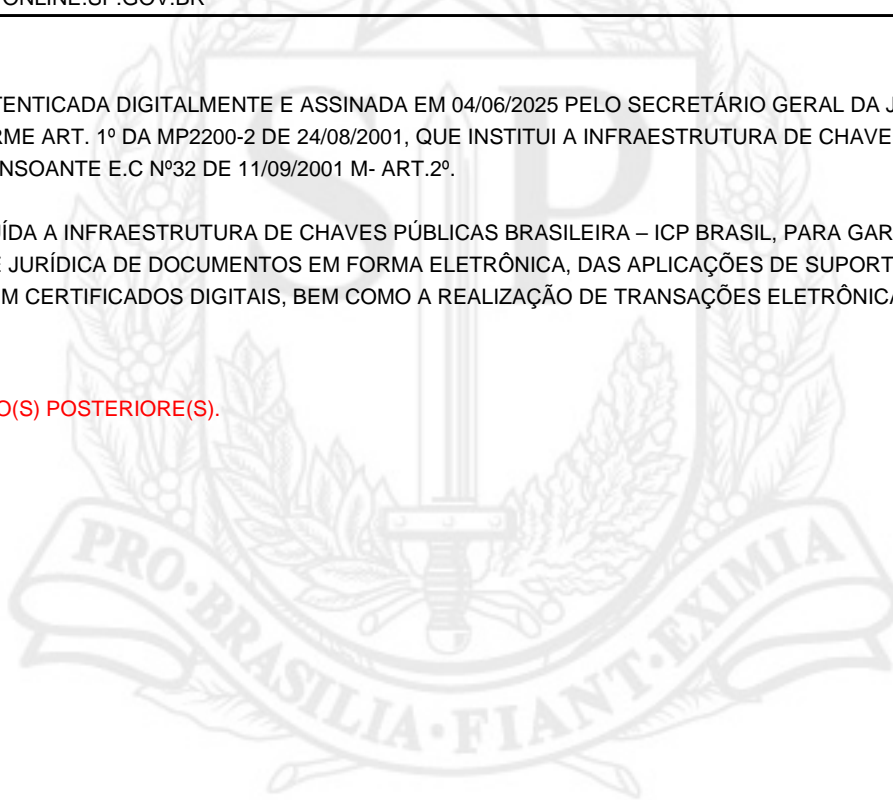 ONLINE.SP.GOV.BR
TENTICADA DIGITALMENTE E ASSINADA EM 04/06/2025 PELO SECRETÁRIO GERAL DA J
RME ART. 1º DA MP2200-2 DE 24/08/2001, QUE INSTITUI A INFRAESTRUTURA DE CHAVE
NSOANTE E.C Nº32 DE 11/09/2001 M- ART.2º.
UÍDA A INFRAESTRUTURA DE CHAVES PÚBLICAS BRASILEIRA – ICP BRASIL, PARA GAR
E JURÍDICA DE DOCUMENTOS EM FORMA ELETRÔNICA, DAS APLICAÇÕES DE SUPORT
M CERTIFICADOS DIGITAIS, BEM COMO A REALIZAÇÃO DE TRANSAÇÕES ELETRÔNICA
O(S) POSTERIORE(S).
SP
PRO·BRASILIA·FIANT·EXIMIA